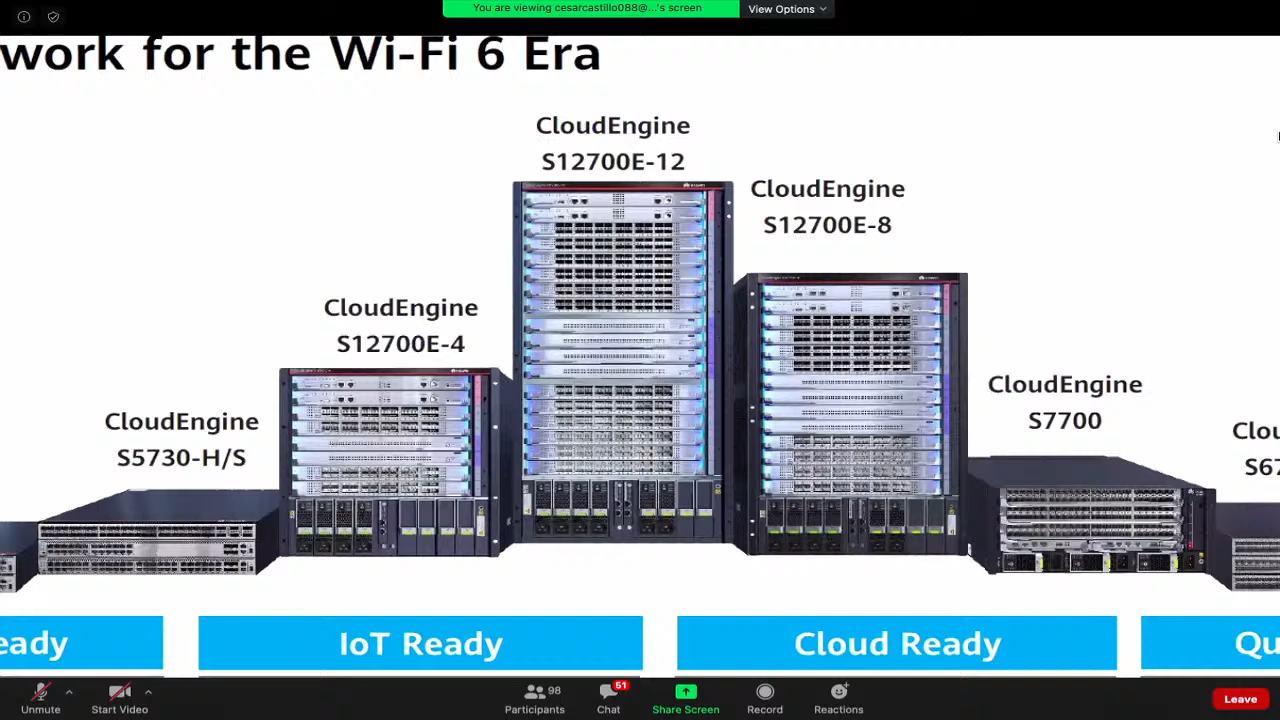 You are viewing cesarcastillo088@...'s screen
View Options
work for the Wi-Fi 6 Era
CloudEngine
S12700E-12
CloudEngine
S12700E-8
CloudEngine
S12700E-4
CloudEngine
S7700
CloudEngine
S5730-H/S
Clou
S67
eady
IoT Ready
Cloud Ready
Qu
Unmute
Start Video
98
Participants
51
Chat
Share Screen
Record
Reactions
Leave